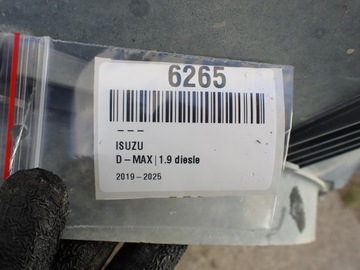 6265
– – –
ISUZU
D – MAX | 1.9 diesle
2019 – 2025